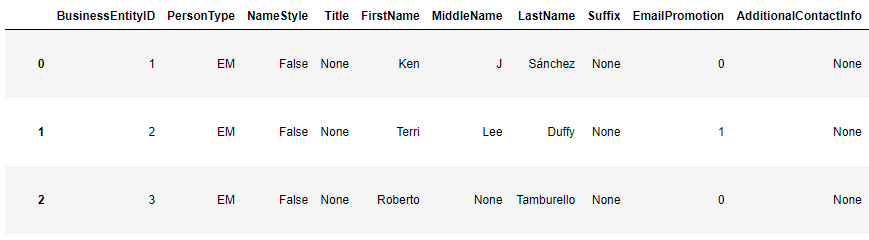 BusinessEntityID PersonType NameStyle Title FirstName MiddleName LastName Suffix EmailPromotion AdditionalContactInfo
0 1 EM False None Ken J Sánchez None 0 None
1 2 EM False None Terri Lee Duffy None 1 None
2 3 EM False None Roberto None Tamburello None 0 None